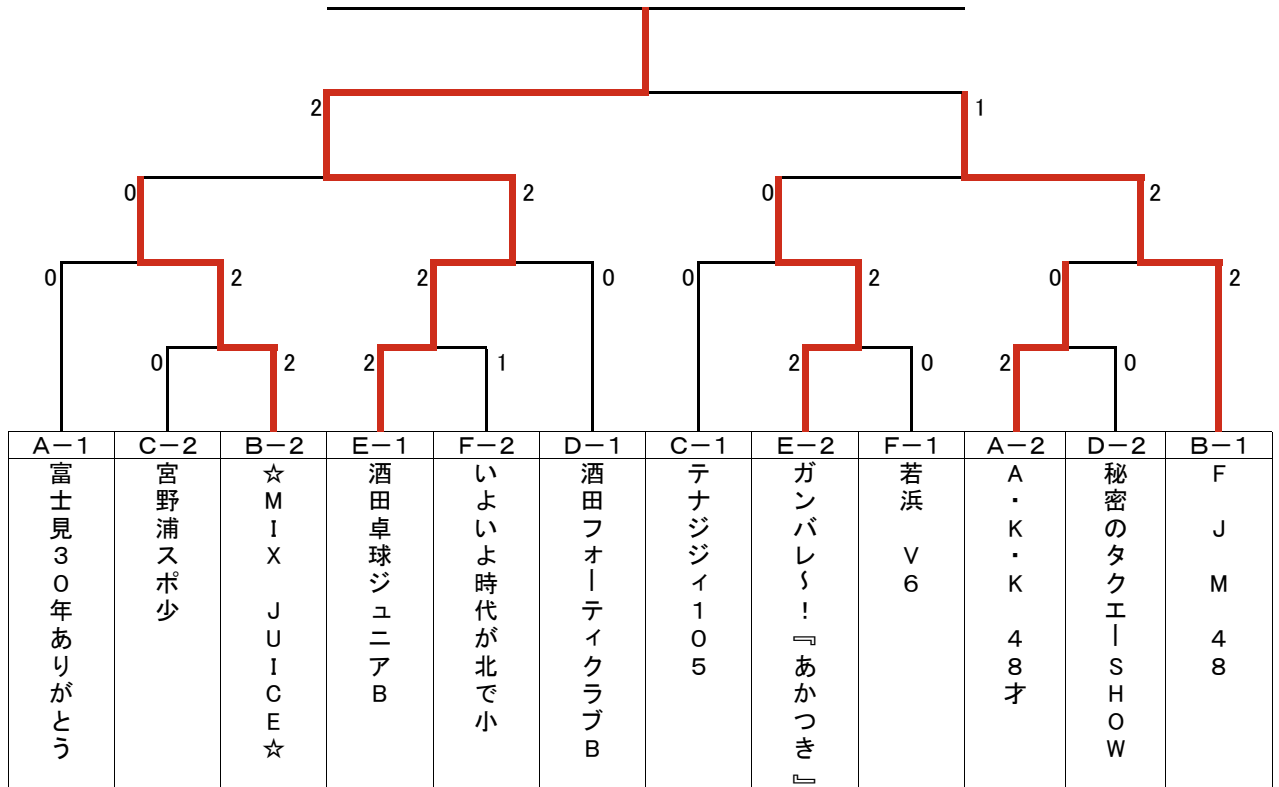 2
1
0
2
0
2
0
2
2
0
0
2
0
2
0
2
2
1
2
0
2
0
A－1
C－2
B－2
E－1
F－2
D－1
C－1
E－2
F－1
A－2
D－2
B－1
富士見30年ありがとう
宮野浦スポ少
☆MIX　JUICE☆
酒田卓球ジュニアB
いよいよ時代が北で小
酒田フォーティクラブB
テナジジィ105
ガンバレ～！『あかつき』
若浜　V6
A・K・K　48才
秘密のタクエーSHOW
F　J　M　48